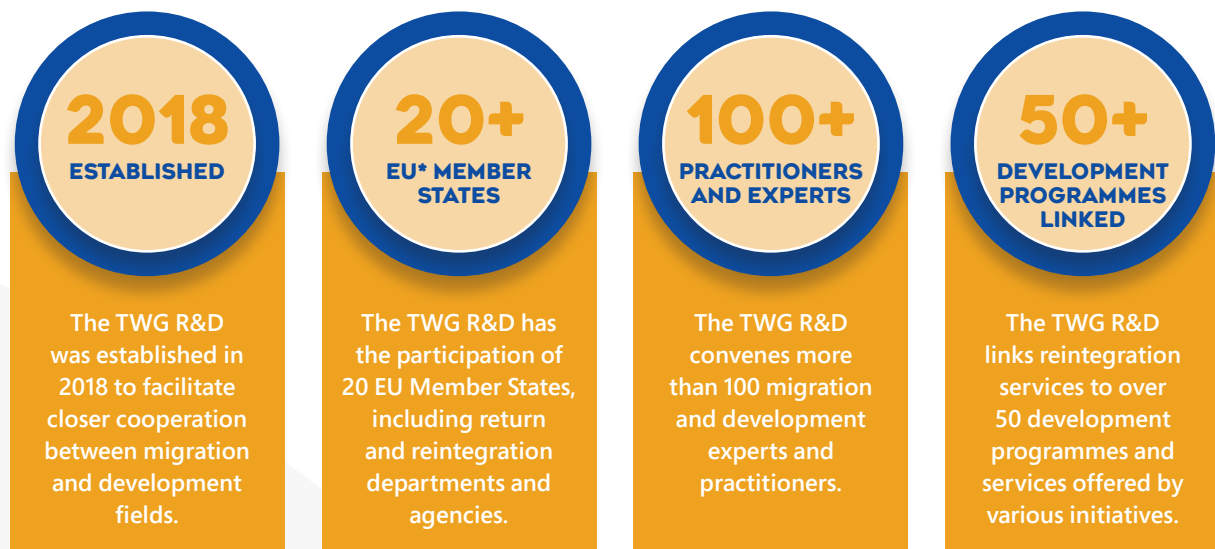 2018
ESTABLISHED
The TWG R&D
was established in
2018 to facilitate
closer cooperation
between migration
and development
fields.
20+
EU* MEMBER
STATES
The TWG R&D has
the participation of
20 EU Member States,
including return
and reintegration
departments and
agencies.
100+
PRACTITIONERS
AND EXPERTS
The TWG R&D
convenes more
than 100 migration
and development
experts and
practitioners.
50+
DEVELOPMENT
PROGRAMMES
LINKED
The TWG R&D
links reintegration
services to over
50 development
programmes and
services offered by
various initiatives.